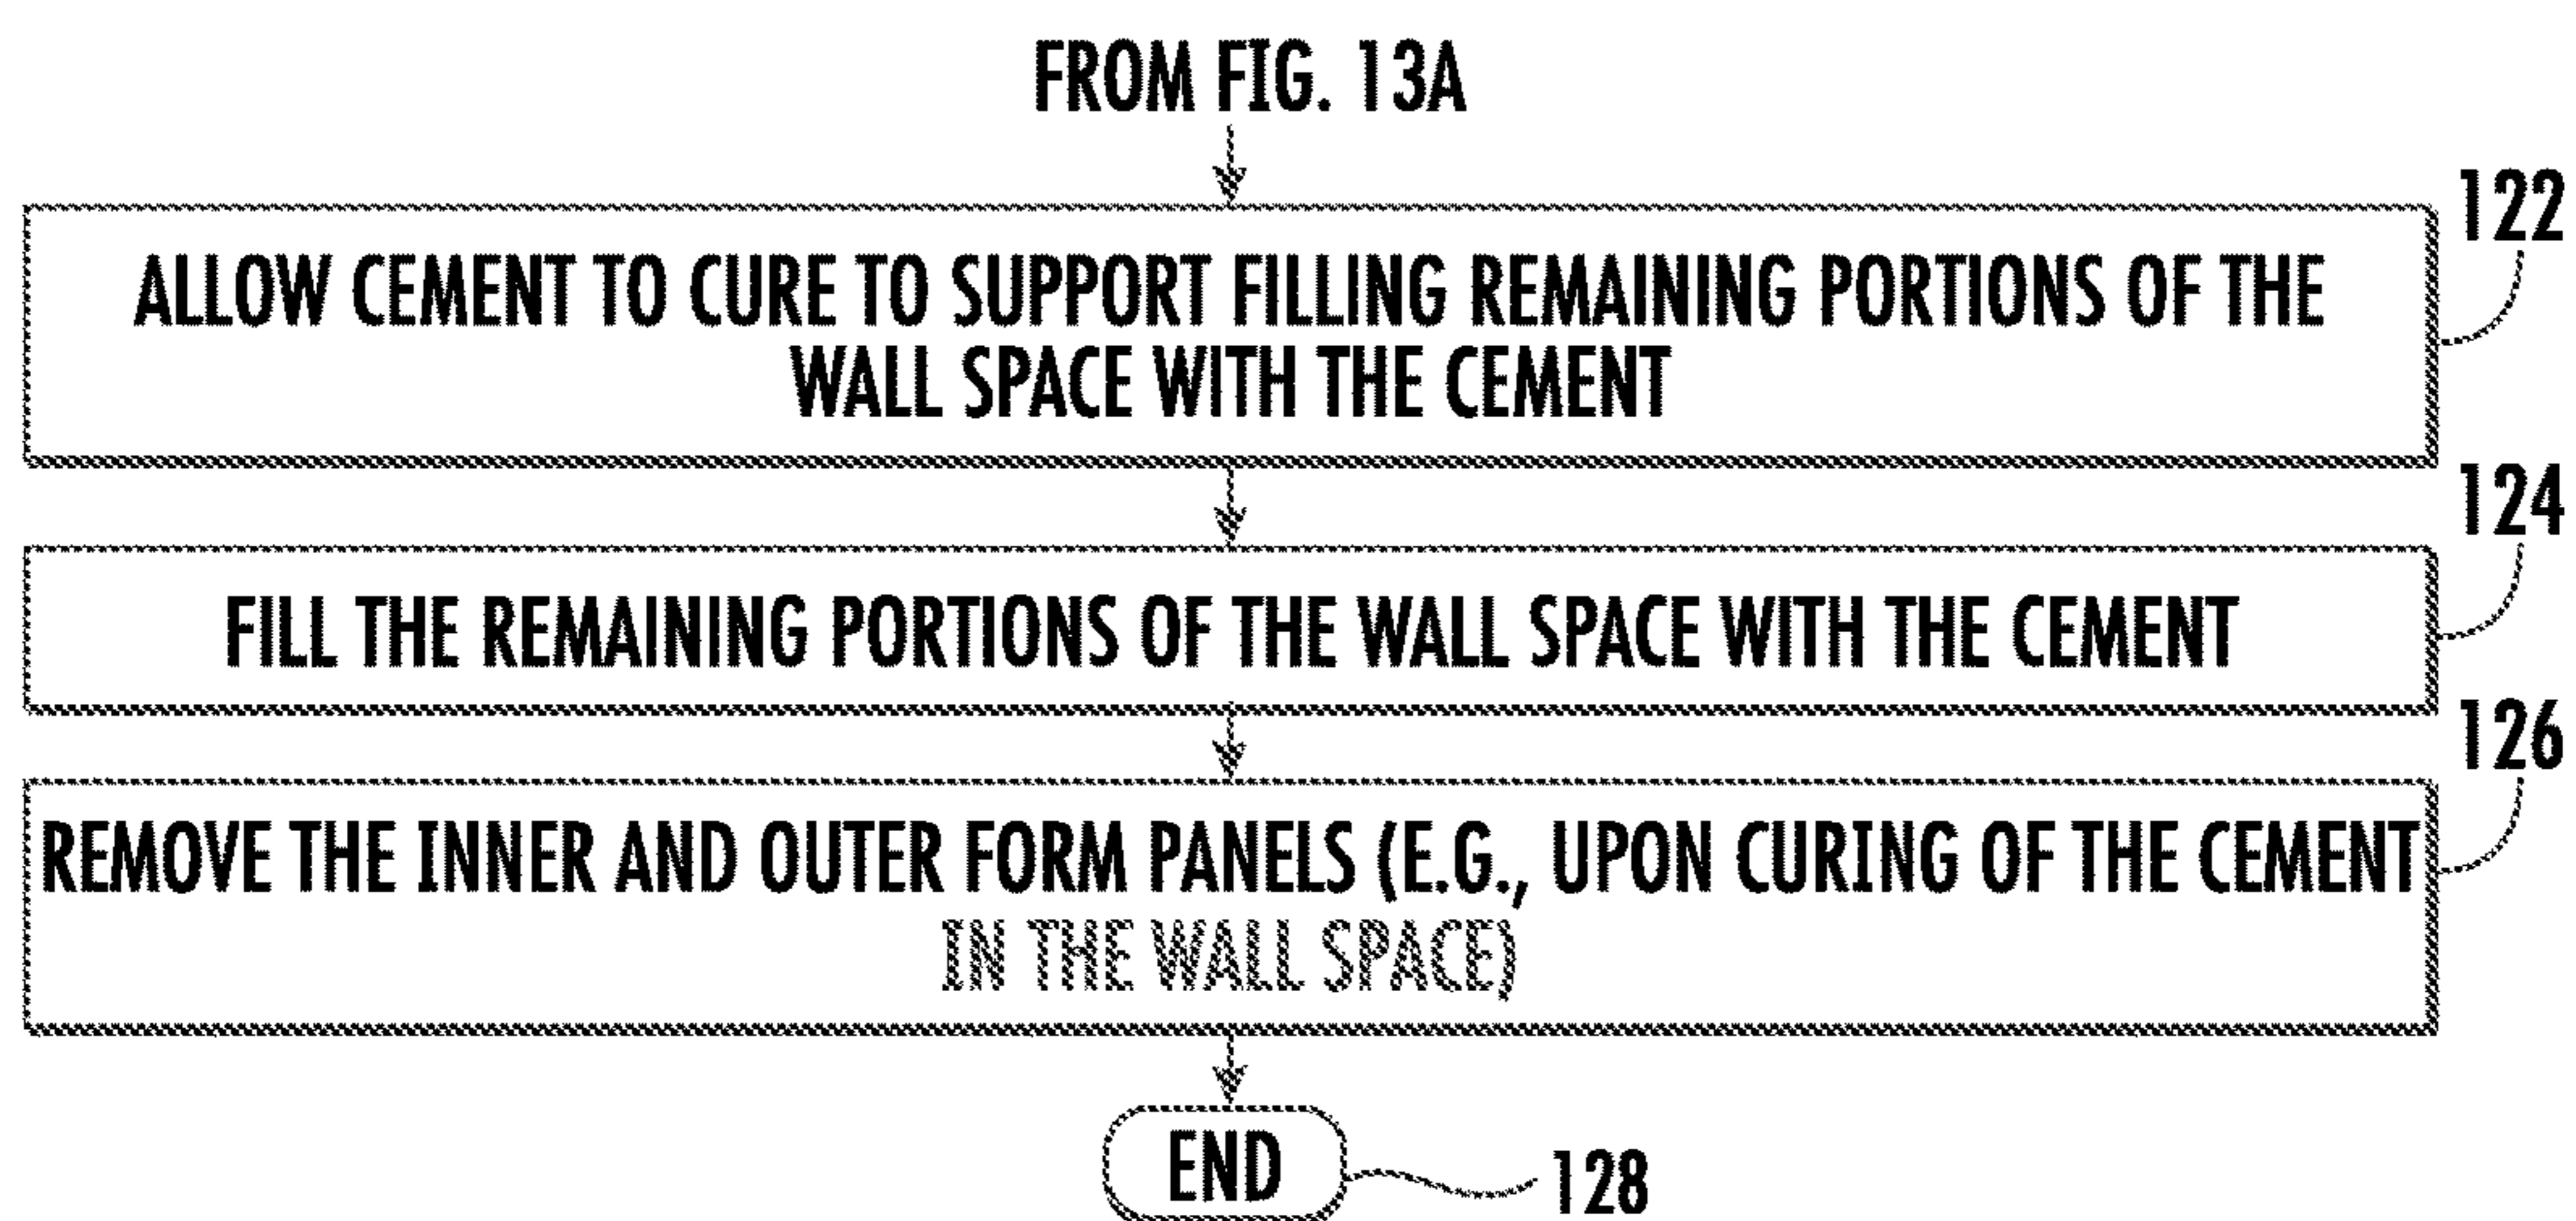 FROM FIG. 13A
122
ALLOW CEMENT TO CURE TO SUPPORT FILLING REMAINING PORTIONS OF THE
WALL SPACE WITH THE CEMENT
124
FILL THE REMAINING PORTIONS OF THE WALL SPACE WITH THE CEMENT
126
REMOVE THE INNER AND OUTER FORM PANELS (E.G., UPON CURING OF THE CEMENT
IN THE WALL SPACE)
END
128